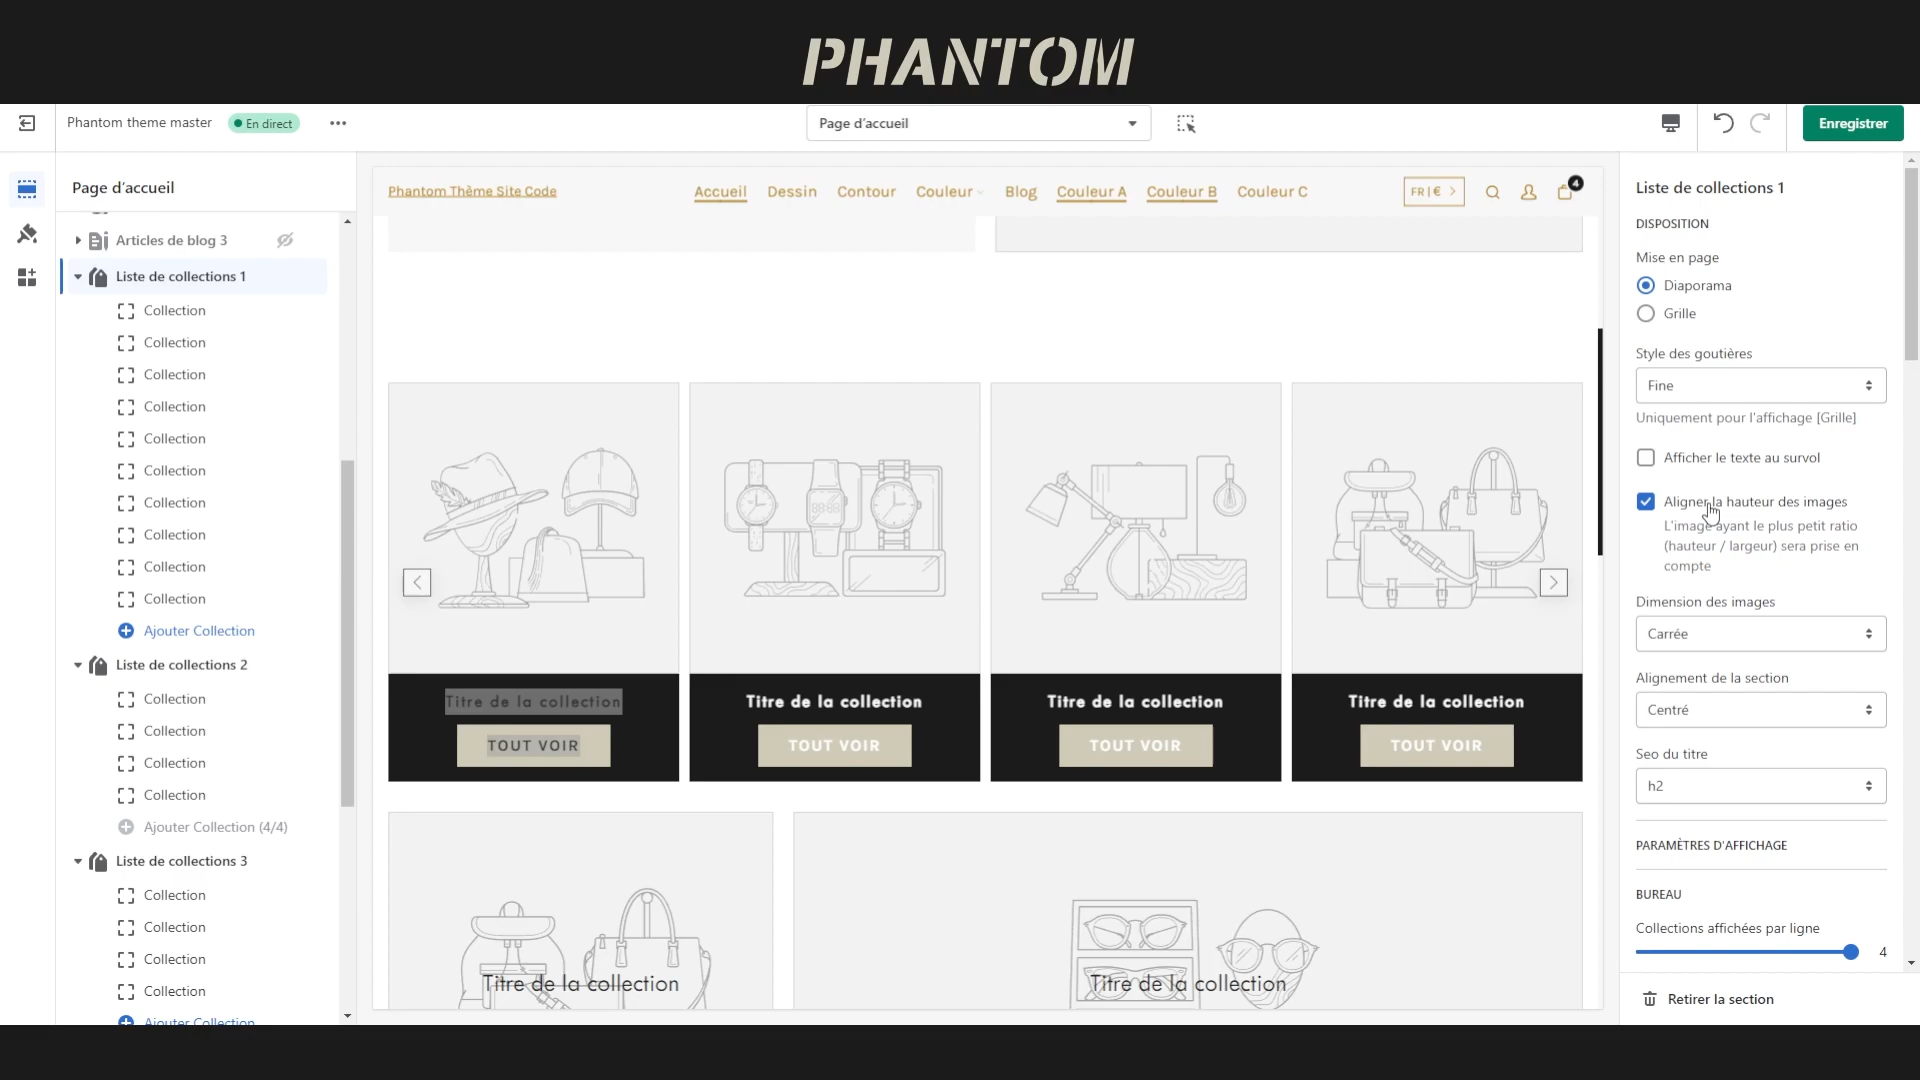 PHANTOM
Phantom theme master
En direct
Page d'accueil
Enregistrer
Page d'accueil
Articles de blog 3
Liste de collections 1
Collection
Collection
Collection
Collection
Collection
Collection
Collection
Collection
Collection
Collection
Ajouter Collection
Liste de collections 2
Collection
Collection
Collection
Collection
Ajouter Collection (4/4)
Liste de collections 3
Collection
Collection
Collection
Collection
Ajouter Collection
Phantom Thème Site Code
Accueil
Dessin
Contour
Couleur
Blog
Couleur A
Couleur B
Couleur C
FR | €
4
88:88
Titre de la collection
TOUT VOIR
Titre de la collection
TOUT VOIR
Titre de la collection
TOUT VOIR
Titre de la collection
TOUT VOIR
Titre de la collection
Titre de la collection
Liste de collections 1
DISPOSITION
Mise en page
Diaporama
Grille
Style des goutières
Fine
Uniquement pour l'affichage [Grille]
Afficher le texte au survol
Aligner la hauteur des images
L'image ayant le plus petit ratio
(hauteur / largeur) sera prise en
compte
Dimension des images
Carrée
Alignement de la section
Centré
Seo du titre
h2
PARAMÈTRES D'AFFICHAGE
BUREAU
Collections affichées par ligne
4
Retirer la section